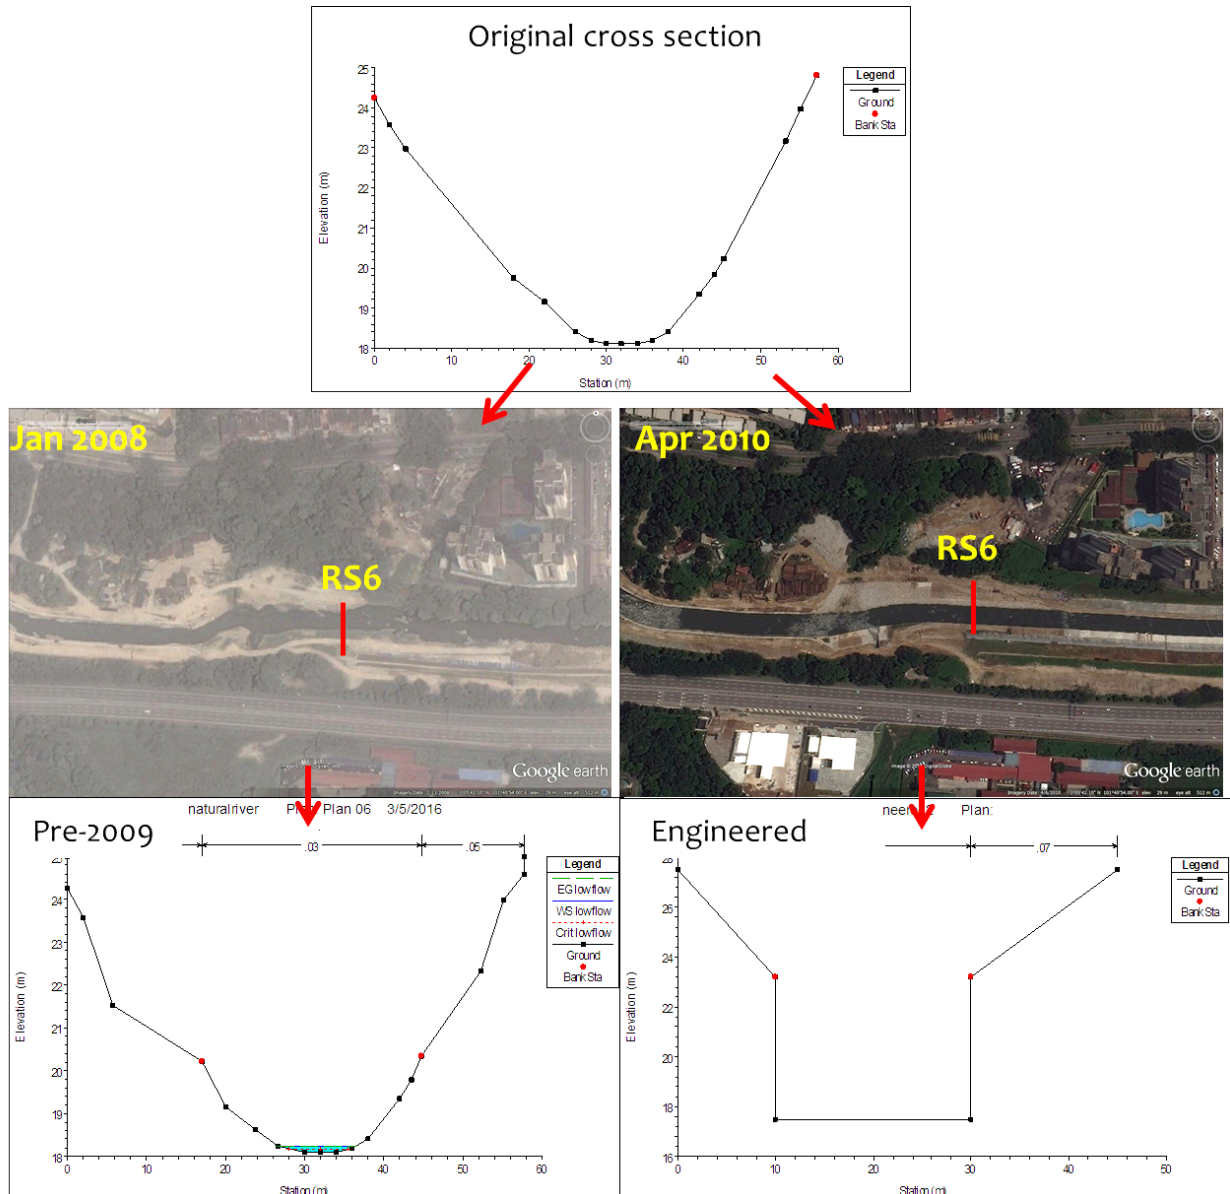 Original cross section
25
24
23
22
21
20
19
18
Elevation (m)
0 10 20 30 40 50 60
Station (m)
Legend
Ground
Bank Sta
Jan 2008
RS6
Google earth
Apr 2010
RS6
Google earth
naturalriver Plan 06 3/5/2016
Pre-2009
.03 .05
24
23
22
21
20
19
18
Elevation (m)
0 10 20 30 40 50 60
Station (m)
Legend
EG lowflow
WS lowflow
Crit lowflow
Ground
Bank Sta
Plan:
Engineered
.07
28
26
24
22
20
18
16
Elevation (m)
0 10 20 30 40 50
Station (m)
Legend
Ground
Bank Sta